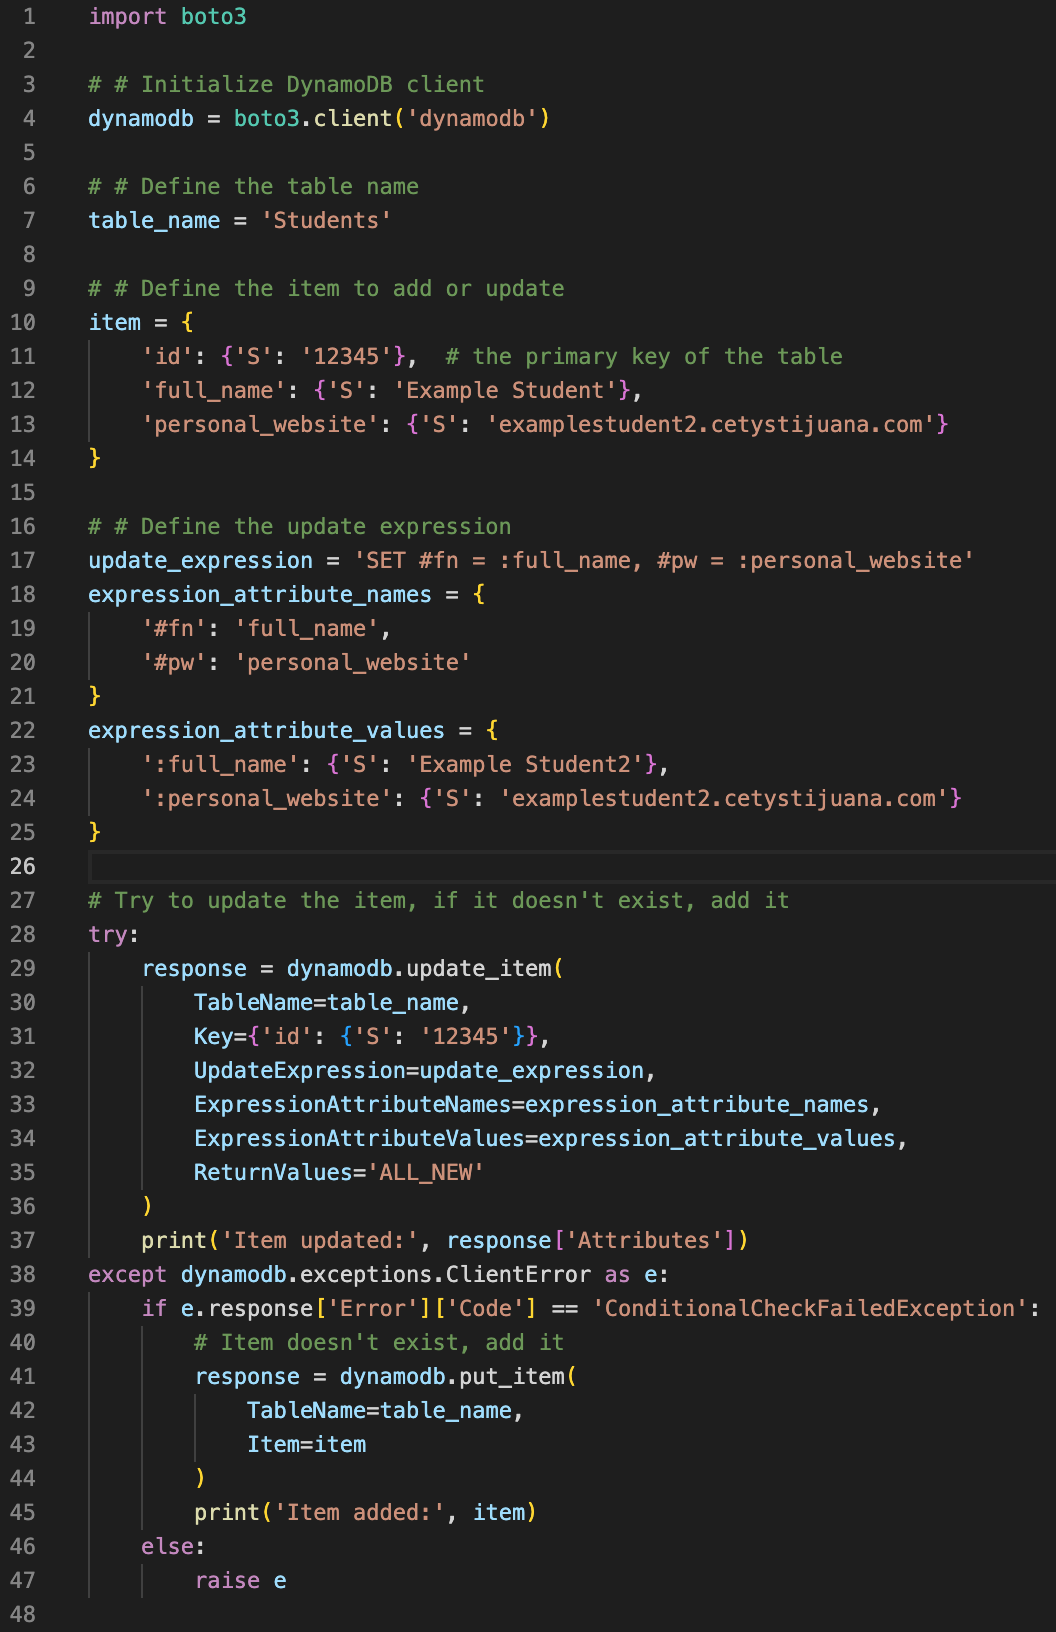 1 import boto3
2
3 # # Initialize DynamoDB client
4 dynamodb = boto3.client('dynamodb')
5
6 # # Define the table name
7 table_name = 'Students'
8
9 # # Define the item to add or update
10 item = {
11     'id': {'S': '12345'},  # the primary key of the table
12     'full_name': {'S': 'Example Student'},
13     'personal_website': {'S': 'examplestudent2.cetystijuana.com'}
14 }
15
16 # # Define the update expression
17 update_expression = 'SET #fn = :full_name, #pw = :personal_website'
18 expression_attribute_names = {
19     '#fn': 'full_name',
20     '#pw': 'personal_website'
21 }
22 expression_attribute_values = {
23     ':full_name': {'S': 'Example Student2'},
24     ':personal_website': {'S': 'examplestudent2.cetystijuana.com'}
25 }
26
27 # Try to update the item, if it doesn't exist, add it
28 try:
29     response = dynamodb.update_item(
30         TableName=table_name,
31         Key={'id': {'S': '12345'}},
32         UpdateExpression=update_expression,
33         ExpressionAttributeNames=expression_attribute_names,
34         ExpressionAttributeValues=expression_attribute_values,
35         ReturnValues='ALL_NEW'
36     )
37     print('Item updated:', response['Attributes'])
38 except dynamodb.exceptions.ClientError as e:
39     if e.response['Error']['Code'] == 'ConditionalCheckFailedException':
40         # Item doesn't exist, add it
41         response = dynamodb.put_item(
42             TableName=table_name,
43             Item=item
44         )
45         print('Item added:', item)
46     else:
47         raise e
48